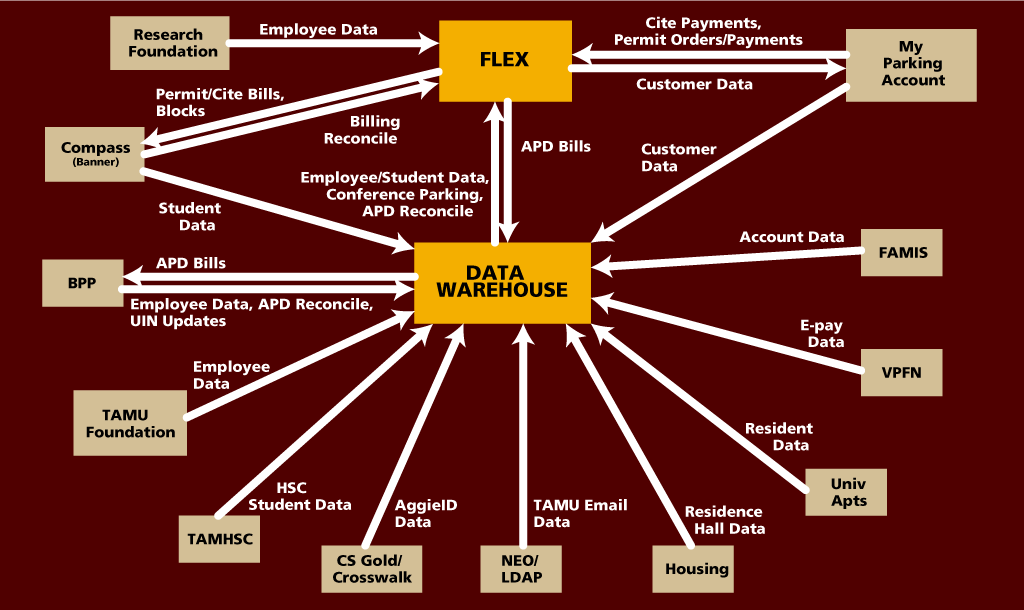 Research
Foundation
Employee Data
FLEX
Cite Payments,
Permit Orders/Payments
Customer Data
My
Parking
Account
Permit/Cite Bills,
Blocks
Billing
Reconcile
Compass
(Banner)
APD Bills
Customer
Data
Employee/Student Data,
Conference Parking,
APD Reconcile
Student
Data
Account Data
FAMIS
APD Bills
BPP
Employee Data, APD Reconcile,
UIN Updates
DATA
WAREHOUSE
E-pay
Data
VPFN
Employee
Data
TAMU
Foundation
Resident
Data
Univ
Apts
HSC
Student Data
AggieID
Data
TAMU Email
Data
Residence
Hall Data
TAMHSC
CS Gold/
Crosswalk
NEO/
LDAP
Housing